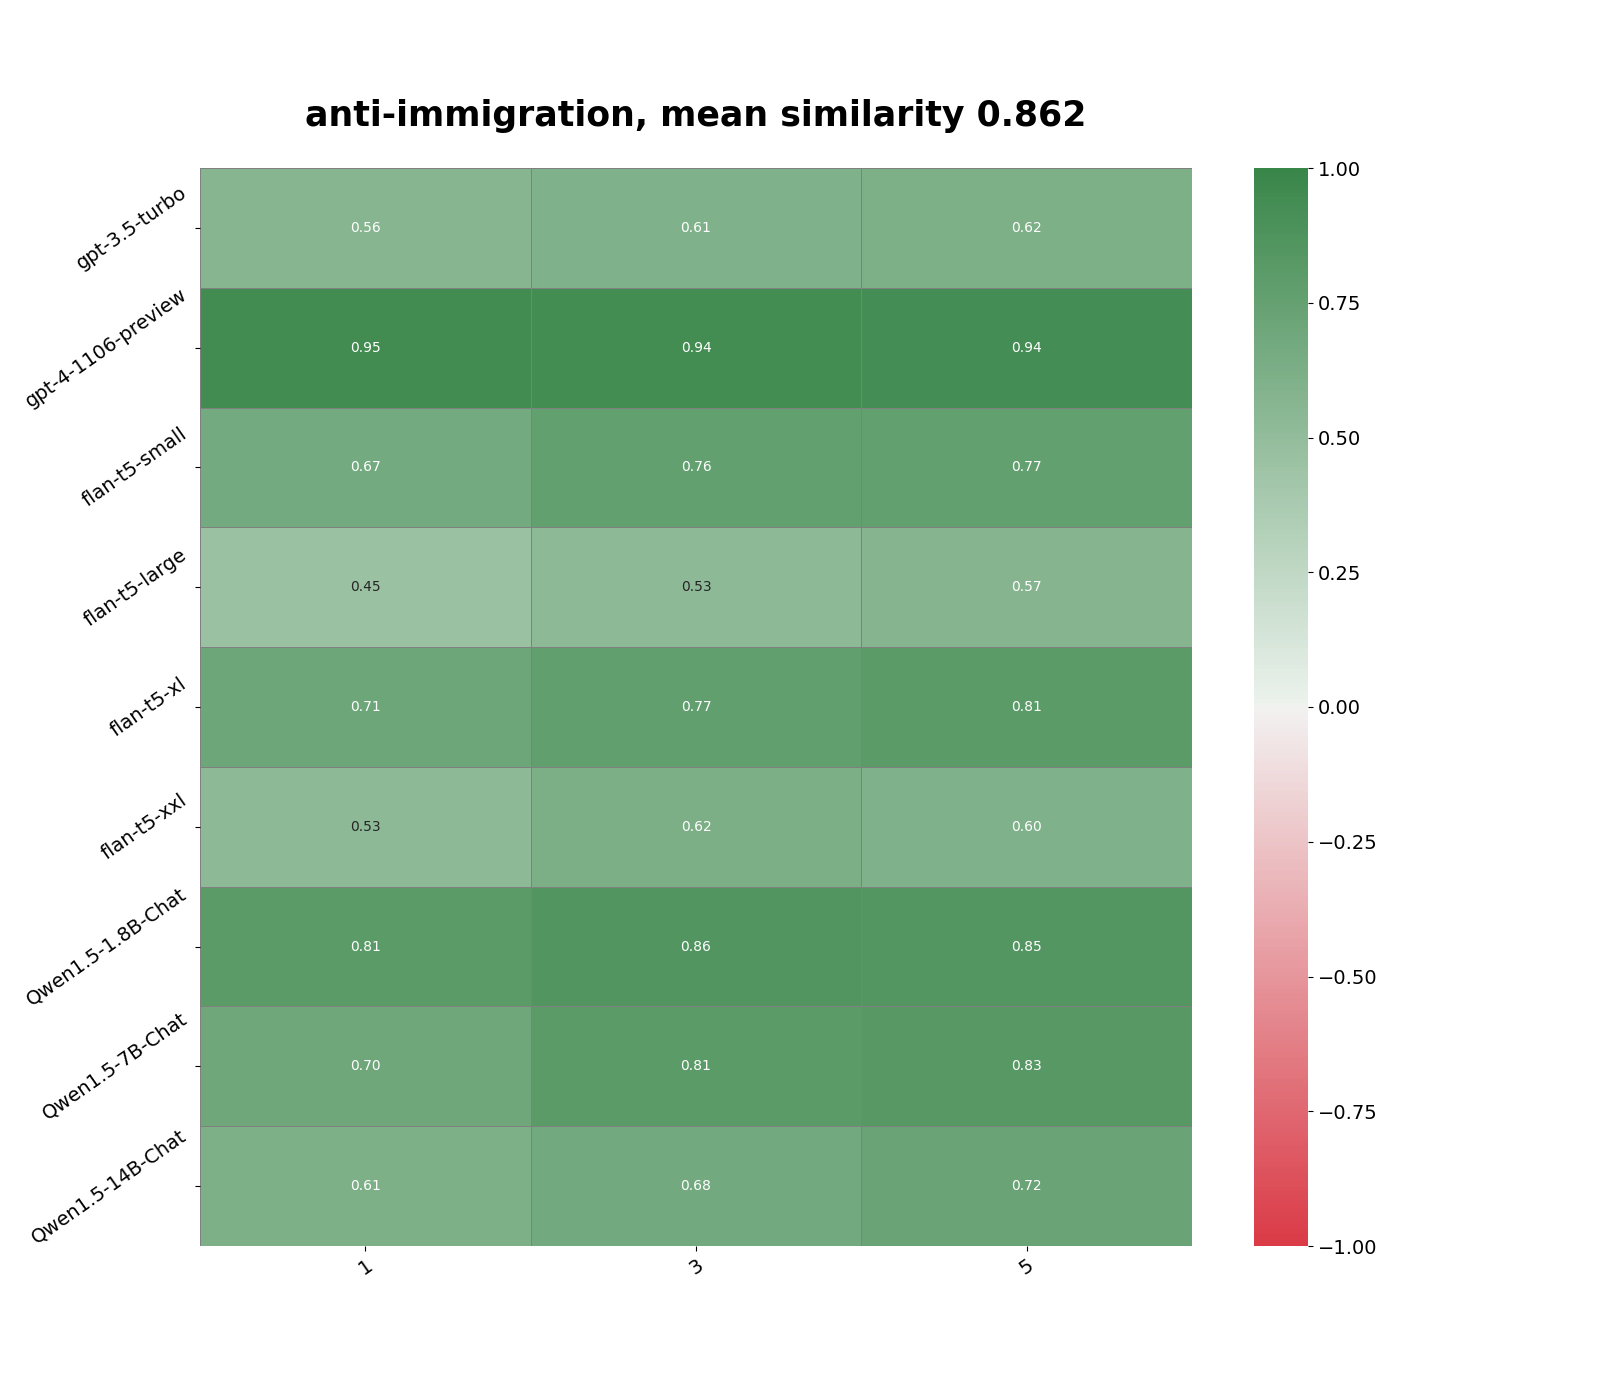 anti-immigration, mean similarity 0.862
gpt-3.5-turbo 0.56 0.61 0.62
gpt-4-1106-preview 0.95 0.94 0.94
flan-t5-small 0.67 0.76 0.77
flan-t5-large 0.45 0.53 0.57
flan-t5-xl 0.71 0.77 0.81
flan-t5-xxl 0.53 0.62 0.60
Qwen1.5-1.8B-Chat 0.81 0.86 0.85
Qwen1.5-7B-Chat 0.70 0.81 0.83
Qwen1.5-14B-Chat 0.61 0.68 0.72
1 3 5
1.00
0.75
0.50
0.25
0.00
−0.25
−0.50
−0.75
−1.00